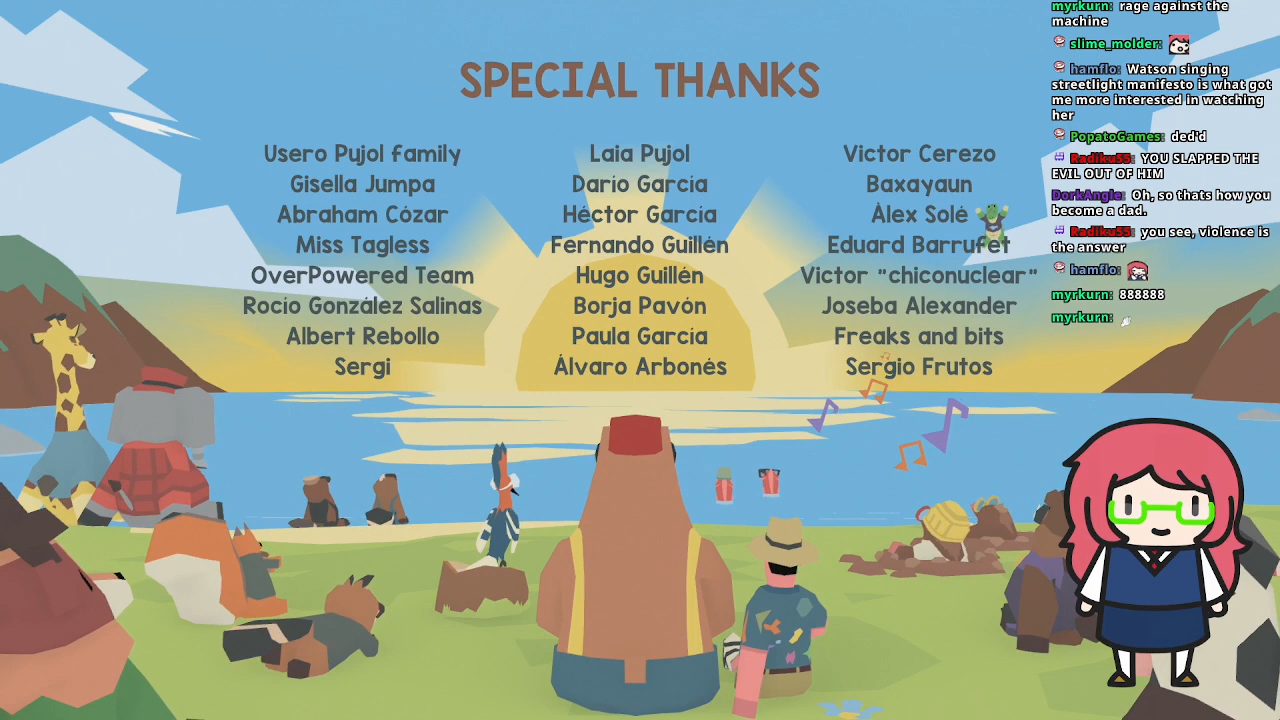 SPECIAL THANKS
Usero Pujol family
Gisella Jumpa
Abraham Cózar
Miss Tagless
OverPowered Team
Rocío González Salinas
Albert Rebollo
Sergi
Laia Pujol
Darío García
Héctor García
Fernando Guillén
Hugo Guillén
Borja Pavón
Paula García
Álvaro Arbonés
Victor Cerezo
Baxayaun
Àlex Solé
Eduard Barrufet
Victor "chiconuclear"
Joseba Alexander
Freaks and bits
Sergio Frutos
myrkurn: rage against the
machine
slime_molder:
hamflo: Watson singing
streetlight manifesto is what got
me more interested in watching
her
PopatoGames: ded'd
Radiku55: YOU SLAPPED THE
EVIL OUT OF HIM
DorkAngle: Oh, so thats how you
become a dad.
Radiku55: you see, violence is
the answer
hamflo:
myrkurn: 888888
myrkurn: